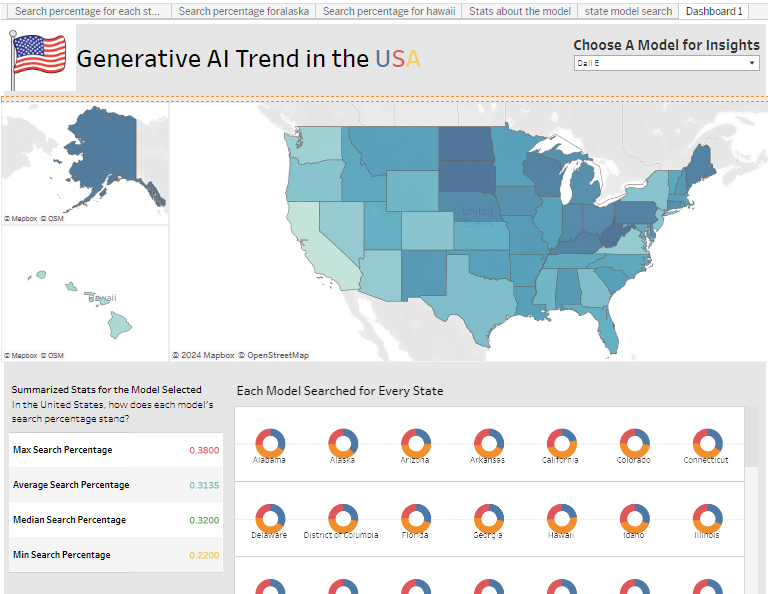 Search percentage for each st...
Search percentage foralaska
Search percentage for hawaii
Stats about the model
state model search
Dashboard 1
Generative AI Trend in the USA
Choose A Model for Insights
Dall E
© Mapbox © OSM
Hawaii
© Mapbox © OSM
United
States
© 2024 Mapbox © OpenStreetMap
Summarized Stats for the Model Selected
In the United States, how does each model's
search percentage stand?
Max Search Percentage 0.3800
Average Search Percentage 0.3135
Median Search Percentage 0.3200
Min Search Percentage 0.2200
Each Model Searched for Every State
Alabama Alaska Arizona Arkansas California Colorado Connecticut
Delaware District of Columbia Florida Georgia Hawaii Idaho Illinois